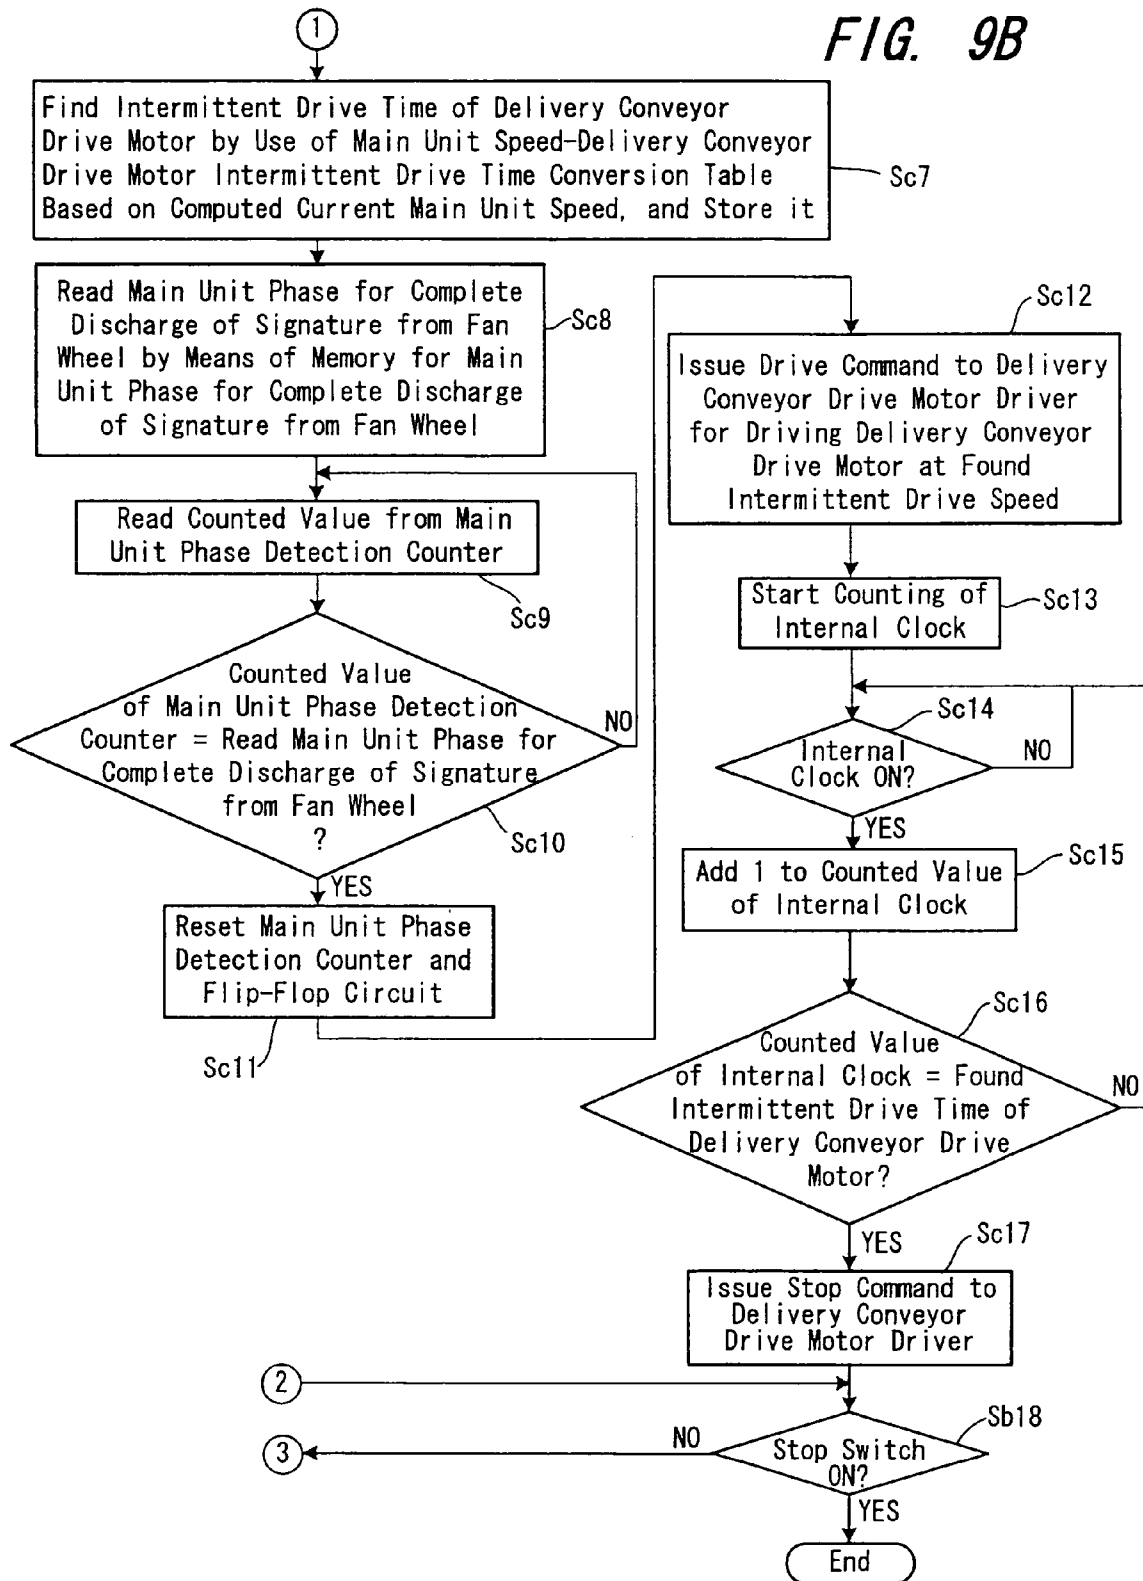 FIG. 9B
1
Find Intermittent Drive Time of Delivery Conveyor
Drive Motor by Use of Main Unit Speed-Delivery Conveyor
Drive Motor Intermittent Drive Time Conversion Table
Based on Computed Current Main Unit Speed, and Store it
Sc7
Read Main Unit Phase for Complete
Discharge of Signature from Fan
Wheel by Means of Memory for Main
Unit Phase for Complete Discharge
of Signature from Fan Wheel
Sc8
Read Counted Value from Main
Unit Phase Detection Counter
Sc9
Counted Value
of Main Unit Phase Detection
Counter = Read Main Unit Phase for
Complete Discharge of Signature
from Fan Wheel
?
NO
Sc10
YES
Reset Main Unit Phase
Detection Counter and
Flip-Flop Circuit
Sc11
Sc12
Issue Drive Command to Delivery
Conveyor Drive Motor Driver
for Driving Delivery Conveyor
Drive Motor at Found
Intermittent Drive Speed
Start Counting of
Internal Clock
Sc13
Sc14
Internal
Clock ON?
NO
YES
Add 1 to Counted Value
of Internal Clock
Sc15
Sc16
Counted Value
of Internal Clock = Found
Intermittent Drive Time of
Delivery Conveyor Drive
Motor?
NO
YES
Sc17
Issue Stop Command to
Delivery Conveyor
Drive Motor Driver
2
Sb18
3
NO
Stop Switch
ON?
YES
End